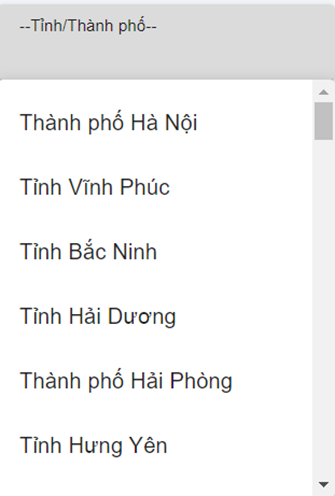 --Tỉnh/Thành phố--
Thành phố Hà Nội
Tỉnh Vĩnh Phúc
Tỉnh Bắc Ninh
Tỉnh Hải Dương
Thành phố Hải Phòng
Tỉnh Hưng Yên